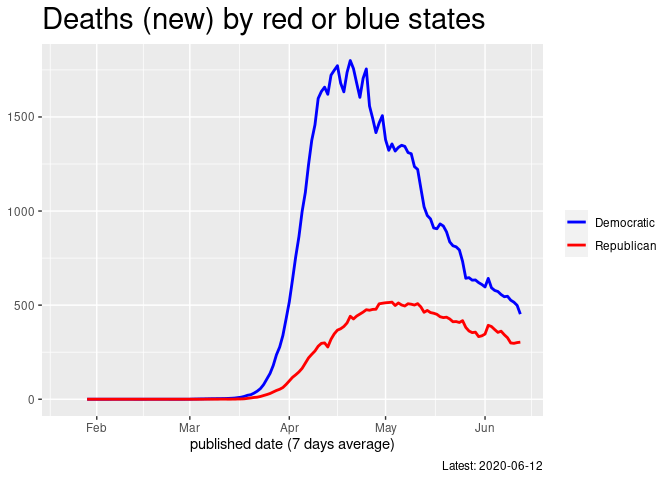 Deaths (new) by red or blue states
1500
1000
500
0
Feb Mar Apr May Jun
published date (7 days average)
Democratic
Republican
Latest: 2020-06-12